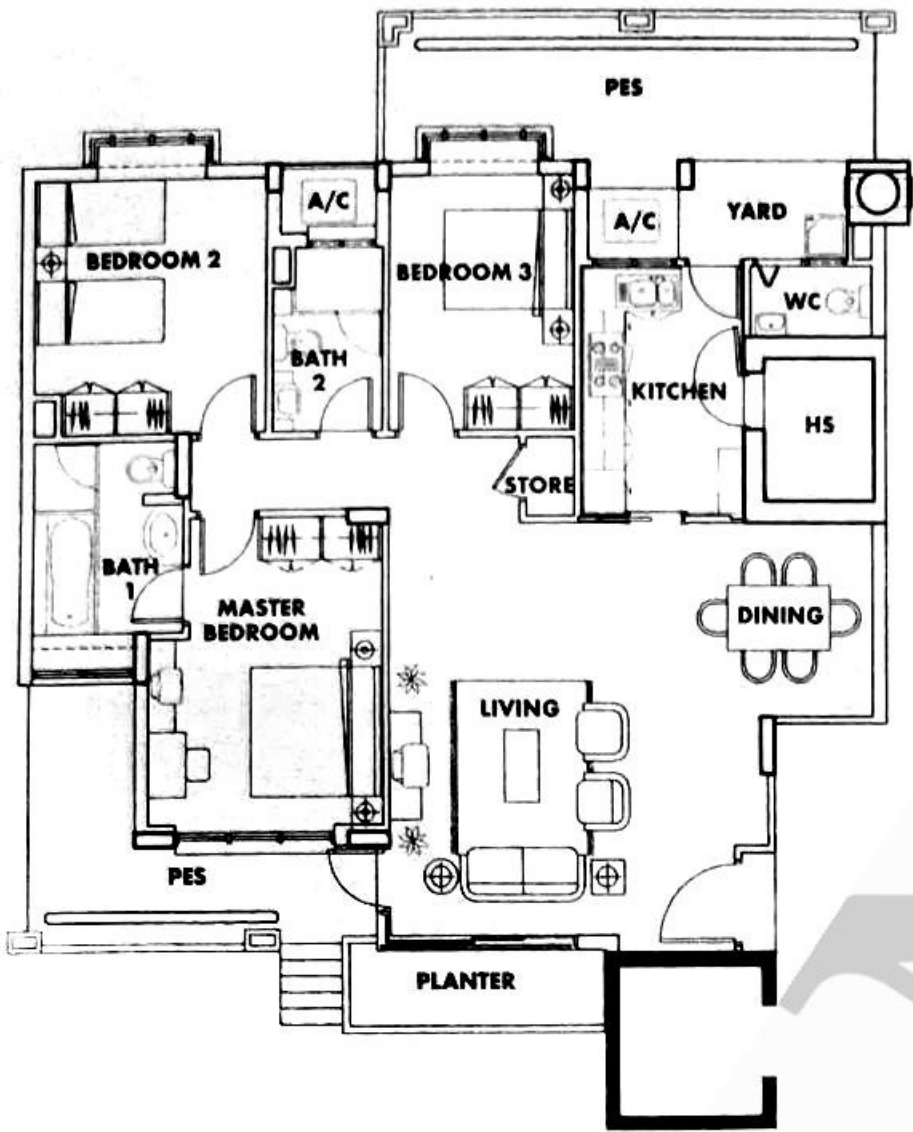 PES
A/C
A/C
YARD
BEDROOM 2
BEDROOM 3
WC
BATH
2
KITCHEN
HS
STORE
BATH
1
MASTER
BEDROOM
DINING
LIVING
PES
PLANTER